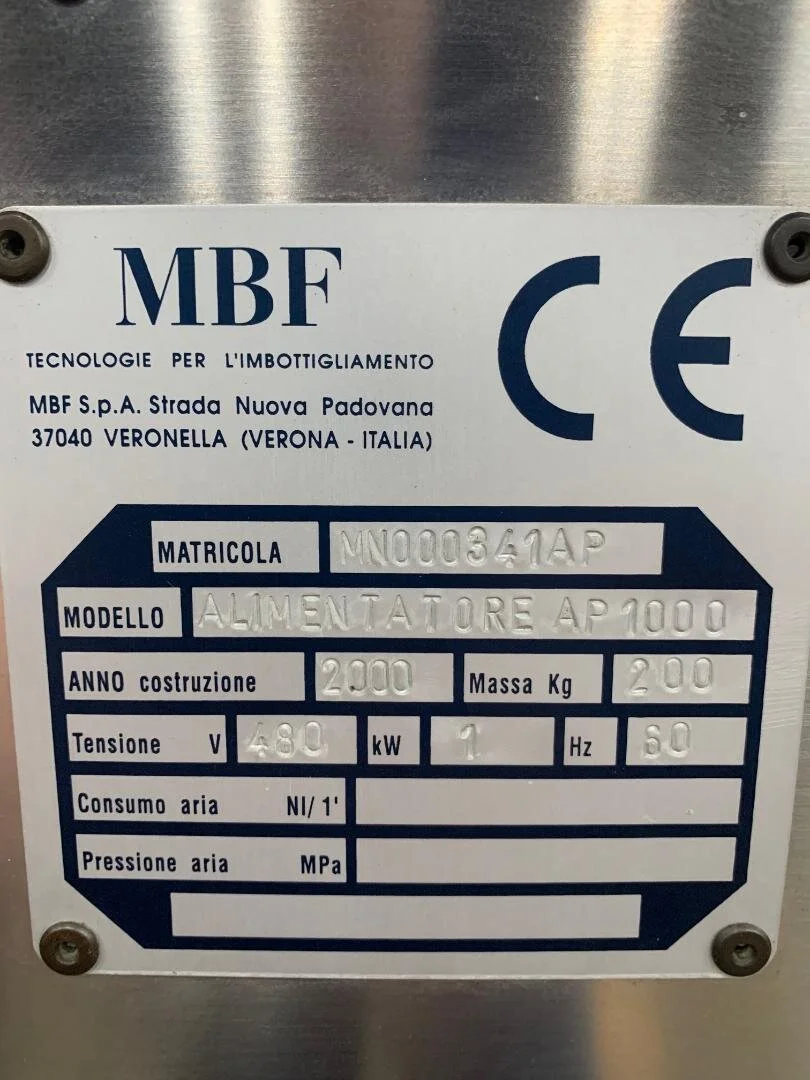 MBF
CE
TECNOLOGIE PER L'IMBOTTIGLIAMENTO
MBF S.p.A. Strada Nuova Padovana
37040 VERONELLA (VERONA - ITALIA)
MATRICOLA MN000341AP
MODELLO ALIMENTATORE AP1000
ANNO costruzione 2000 Massa Kg 200
Tensione V 480 kW 1 Hz 60
Consumo aria Nl/1'
Pressione aria MPa